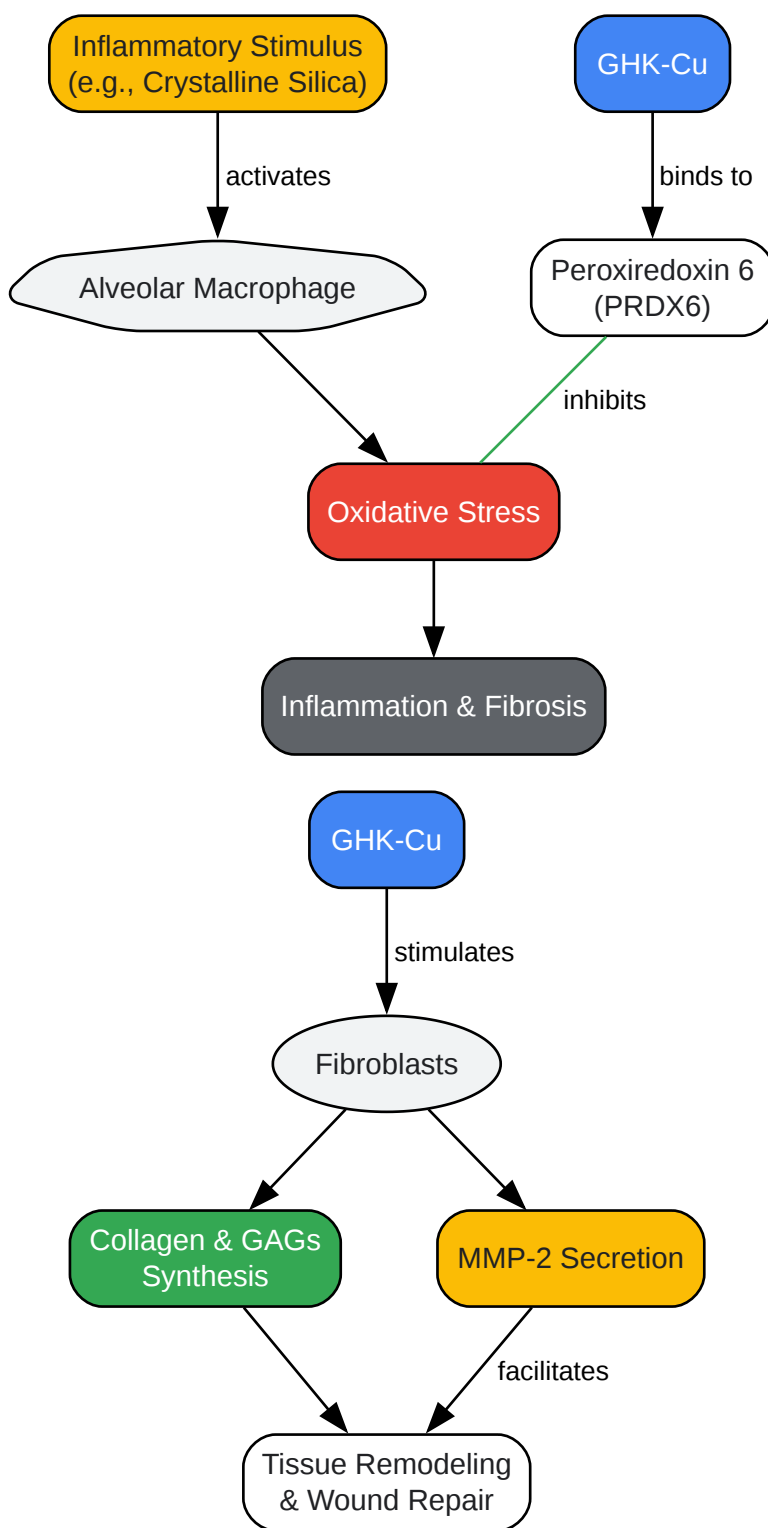 Inflammatory Stimulus
(e.g., Crystalline Silica)
GHK-Cu
activates
binds to
Alveolar Macrophage
Peroxiredoxin 6
(PRDX6)
inhibits
Oxidative Stress
Inflammation & Fibrosis
GHK-Cu
stimulates
Fibroblasts
Collagen & GAGs
Synthesis
MMP-2 Secretion
facilitates
Tissue Remodeling
& Wound Repair